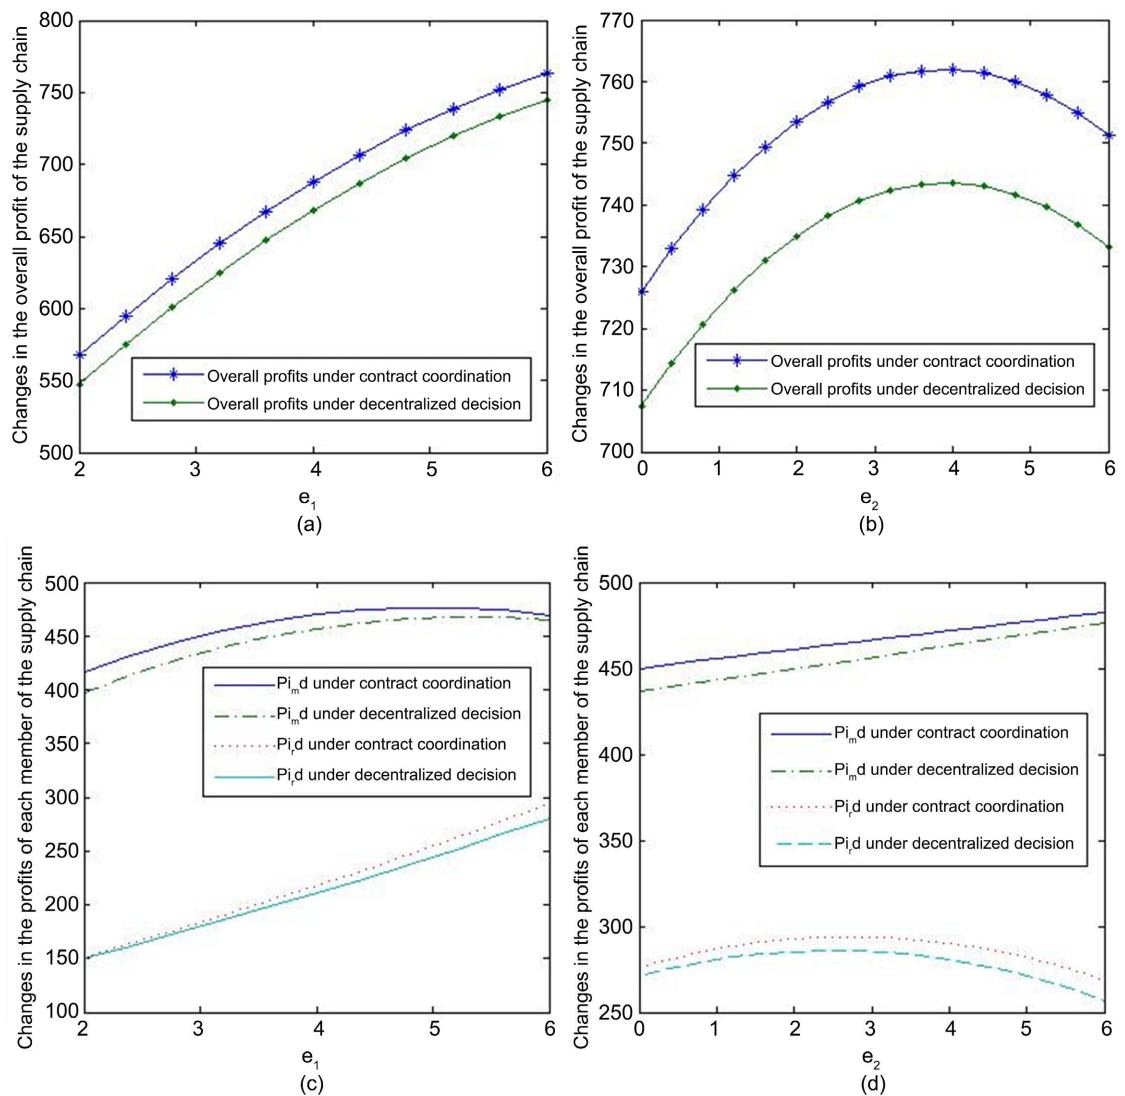 Changes in the overall profit of the supply chain
800
750
700
650
600
550
500
2
3
4
5
6
Overall profits under contract coordination
Overall profits under decentralized decision
e1
(a)
Changes in the overall profit of the supply chain
770
760
750
740
730
720
710
700
0
1
2
3
4
5
6
Overall profits under contract coordination
Overall profits under decentralized decision
e2
(b)
Changes in the profits of each member of the supply chain
500
450
400
350
300
250
200
150
100
2
3
4
5
6
Pimd under contract coordination
Pimd under decentralized decision
Pird under contract coordination
Pird under decentralized decision
e1
(c)
Changes in the profits of each member of the supply chain
500
450
400
350
300
250
0
1
2
3
4
5
6
Pimd under contract coordination
Pimd under decentralized decision
Pird under contract coordination
Pird under decentralized decision
e2
(d)